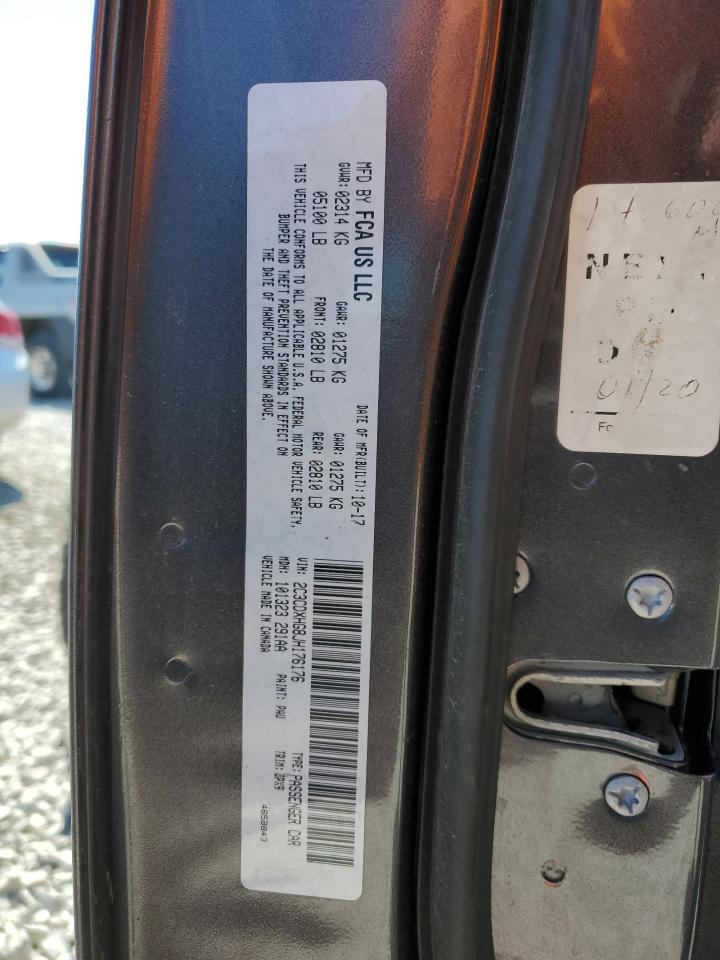 MFD BY FCA US LLC
DATE OF MFR(BUILT): 10-17
GVWR: 02314 KG GAWR: 01275 KG GAWR: 01275 KG
05100 LB FRONT: 02810 LB REAR: 02810 LB
THIS VEHICLE CONFORMS TO ALL APPLICABLE U.S.A. FEDERAL MOTOR VEHICLE SAFETY,
BUMPER AND THEFT PREVENTION STANDARDS IN EFFECT ON
THE DATE OF MANUFACTURE SHOWN ABOVE.
VIN: 2C3CDXHG8JH176176 TYPE: PASSENGER CAR
MDH: 101323 291AA PAINT: PAU TRIM: DPX9
VEHICLE MADE IN CANADA 4658843
01/20